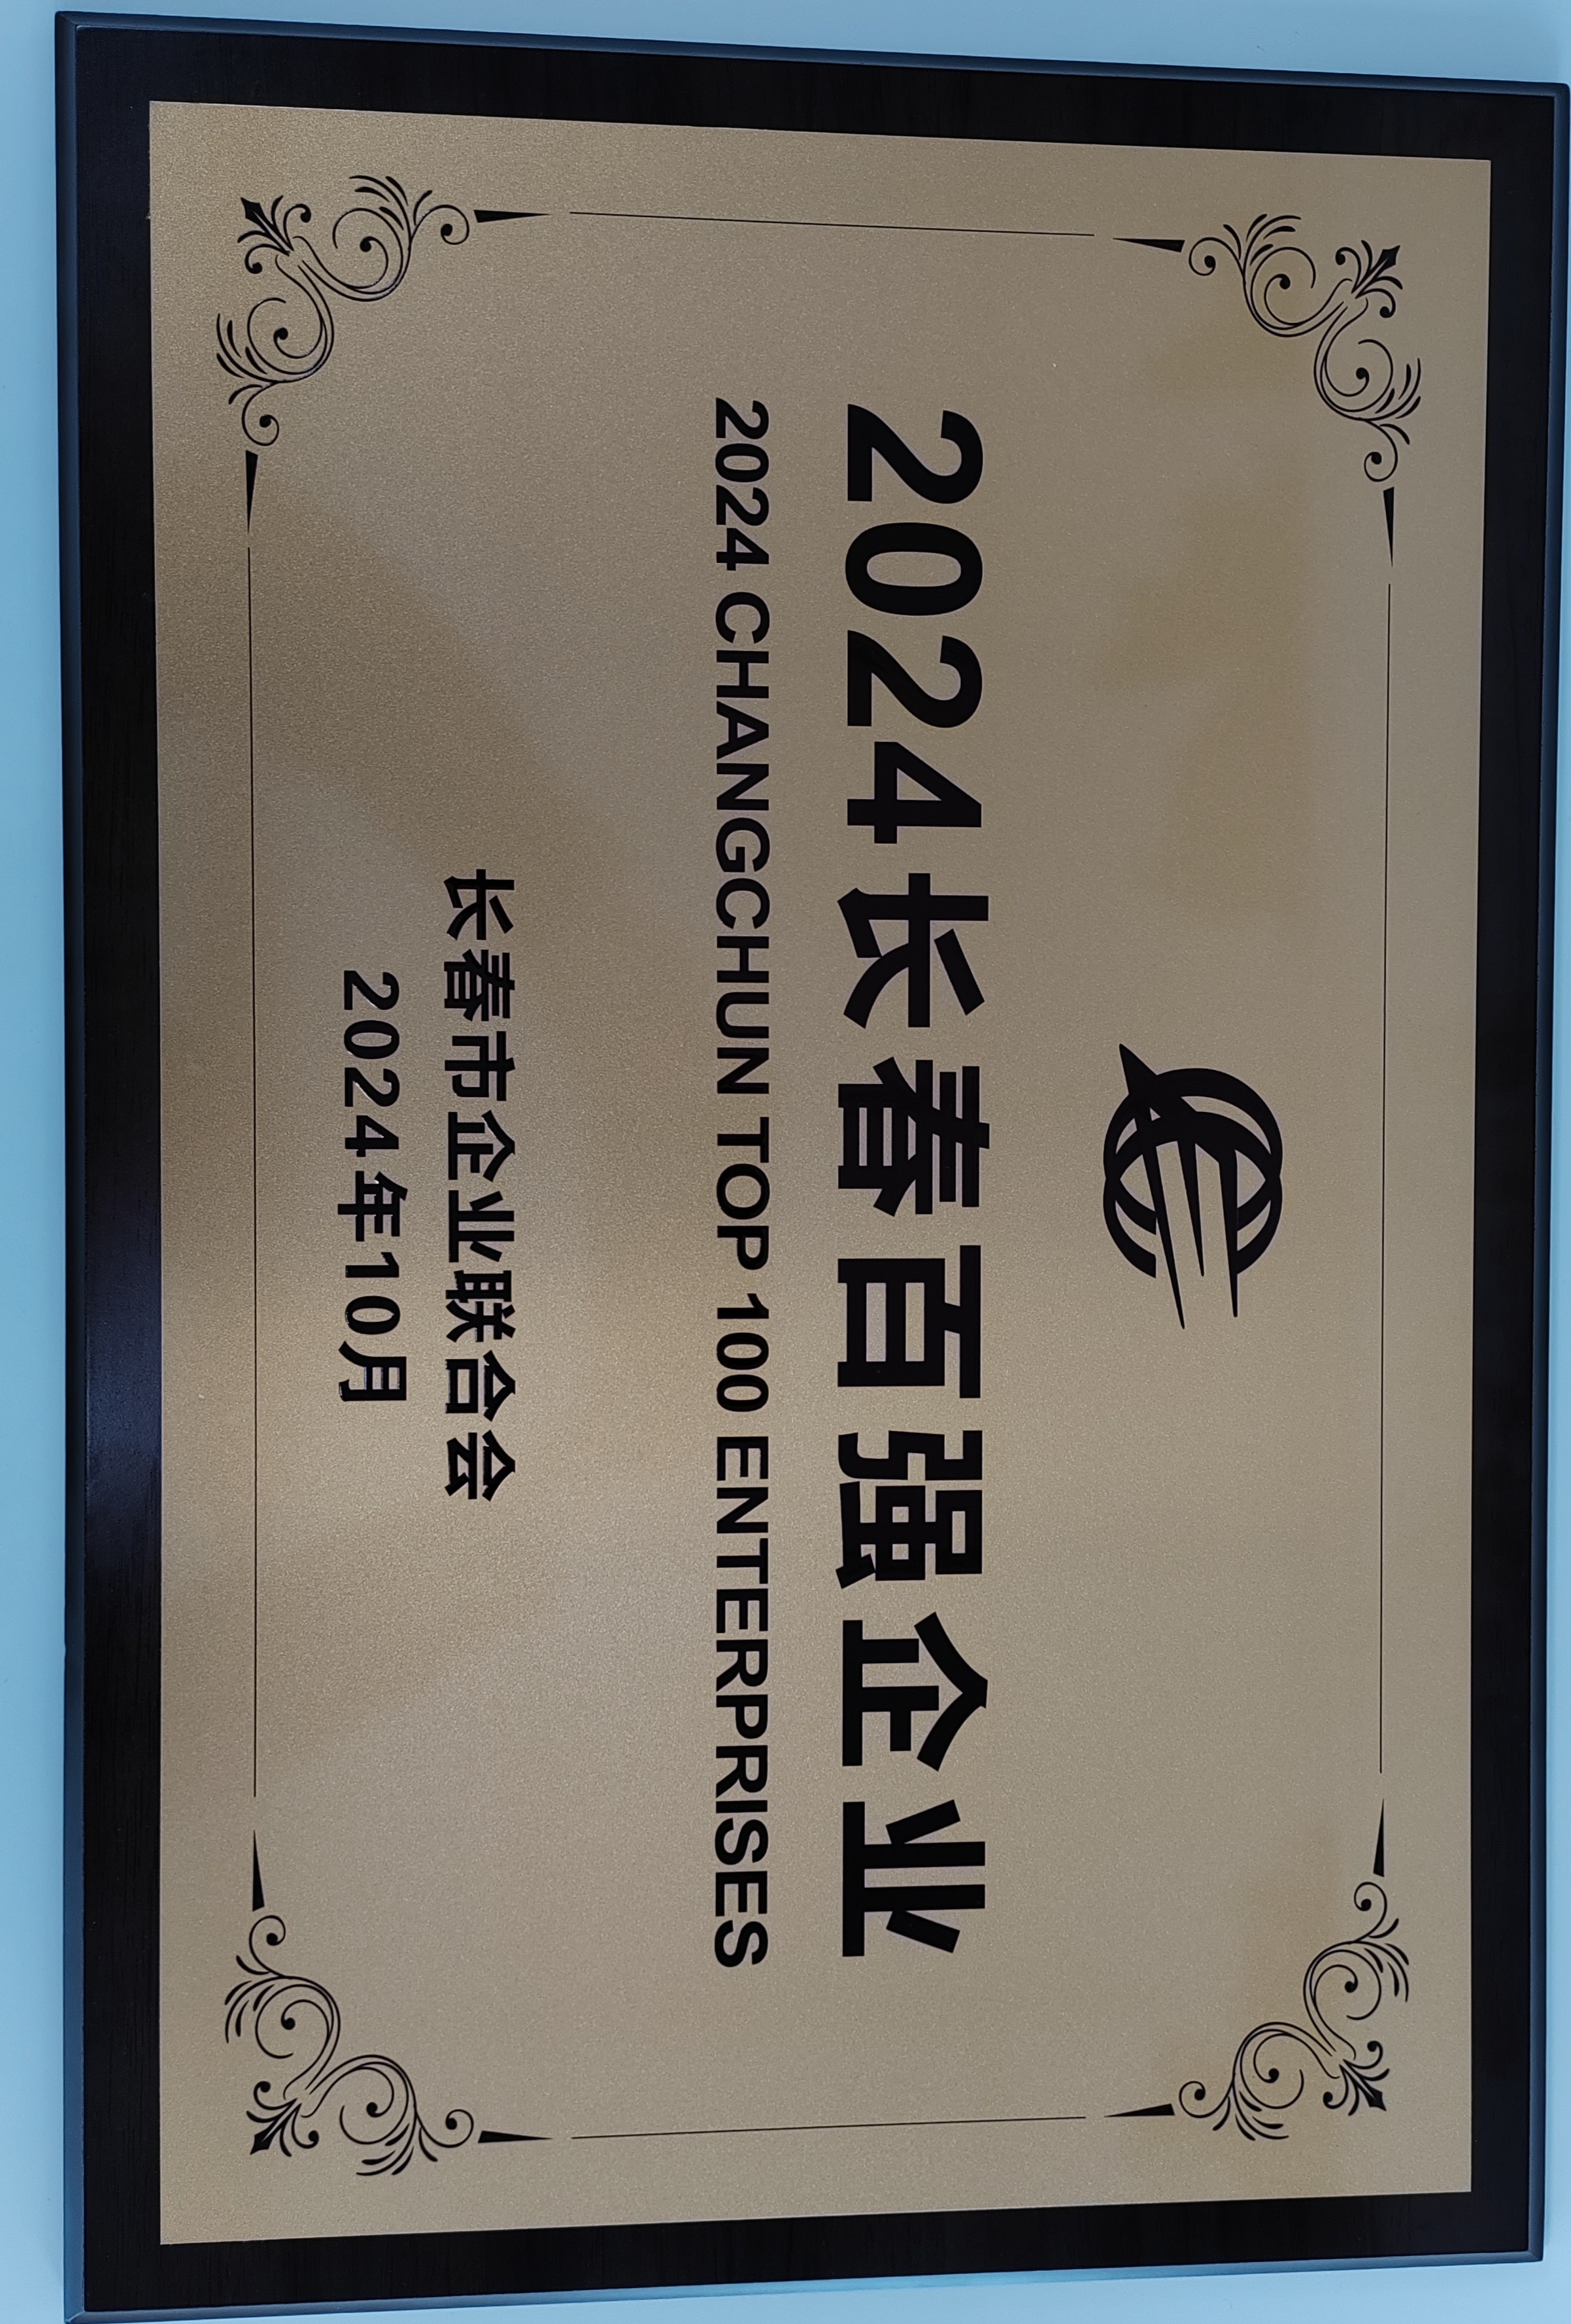 2024长春百强企业
2024 CHANGCHUN TOP 100 ENTERPRISES
长春市企业联合会
2024年10月